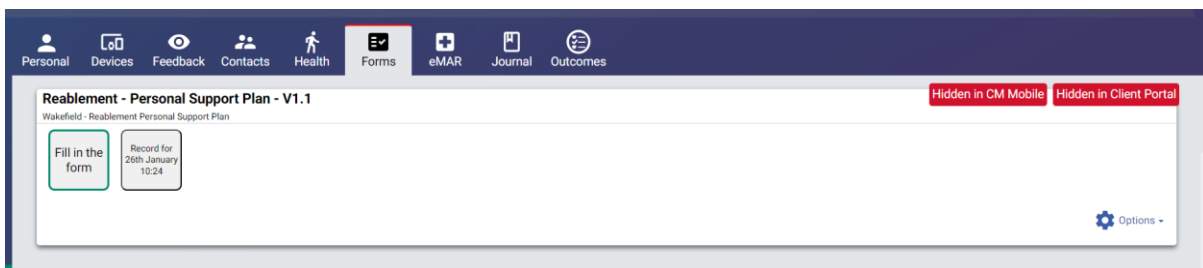 Personal Devices Feedback Contacts Health Forms eMAR Journal Outcomes
Reablement - Personal Support Plan - V1.1
Hidden in CM Mobile Hidden in Client Portal
Wakefield - Reablement Personal Support Plan
Fill in the
form
Record for
26th January
10:24
Options